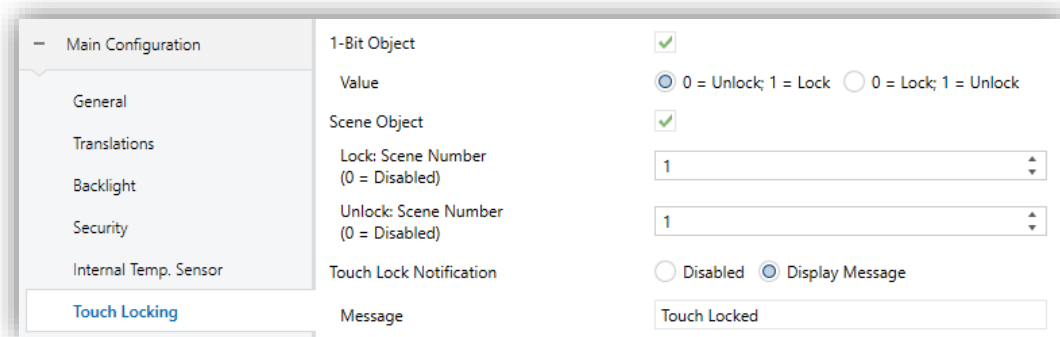 Main Configuration
General
Translations
Backlight
Security
Internal Temp. Sensor
Touch Locking
1-Bit Object
Value
0 = Unlock; 1 = Lock
0 = Lock; 1 = Unlock
Scene Object
Lock: Scene Number
(0 = Disabled)
1
Unlock: Scene Number
(0 = Disabled)
1
Touch Lock Notification
Disabled
Display Message
Message
Touch Locked